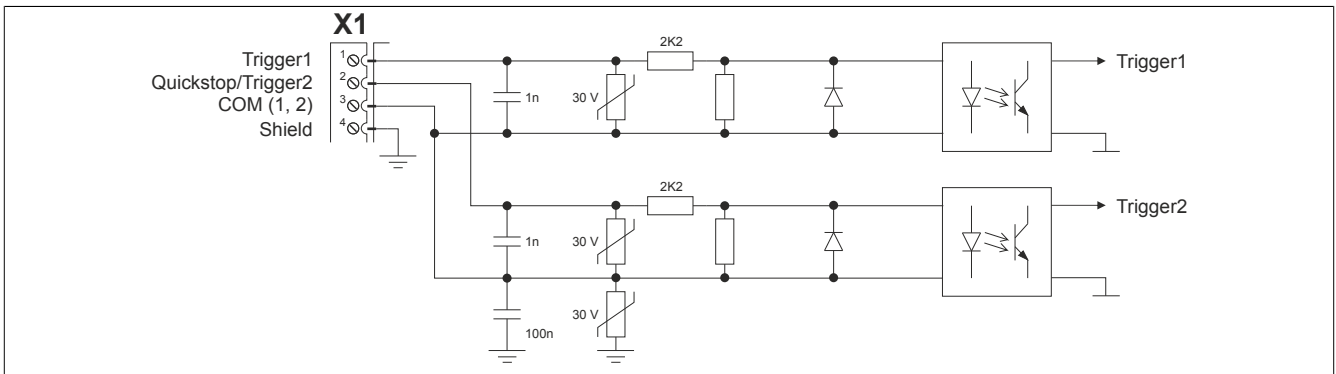 X1
Trigger1
1
Quickstop/Trigger2
2
COM (1, 2)
3
Shield
4
2K2
1n
30 V
Trigger1
2K2
1n
30 V
Trigger2
100n
30 V